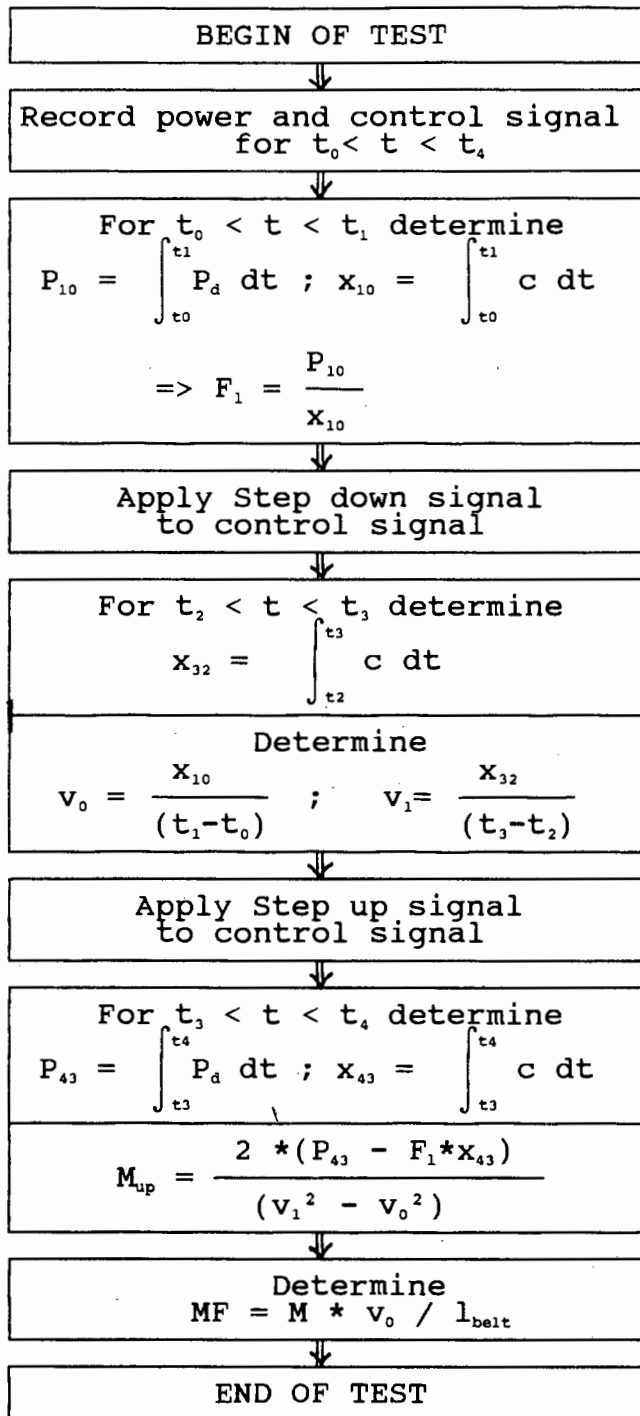 BEGIN OF TEST
Record power and control signal
for t₀< t < t₄
For t₀ < t < t₁ determine
P₁₀ = ∫_{t0}^{t1} P_d dt ; x₁₀ = ∫_{t0}^{t1} c dt
=> F₁ = P₁₀ / x₁₀
Apply Step down signal
to control signal
For t₂ < t < t₃ determine
x₃₂ = ∫_{t2}^{t3} c dt
Determine
v₀ = x₁₀ / (t₁-t₀) ; v₁= x₃₂ / (t₃-t₂)
Apply Step up signal
to control signal
For t₃ < t < t₄ determine
P₄₃ = ∫_{t3}^{t4} P_d dt ; x₄₃ = ∫_{t3}^{t4} c dt
M_up = 2 *(P₄₃ - F₁*x₄₃) / (v₁² - v₀²)
Determine
MF = M * v₀ / l_belt
END OF TEST